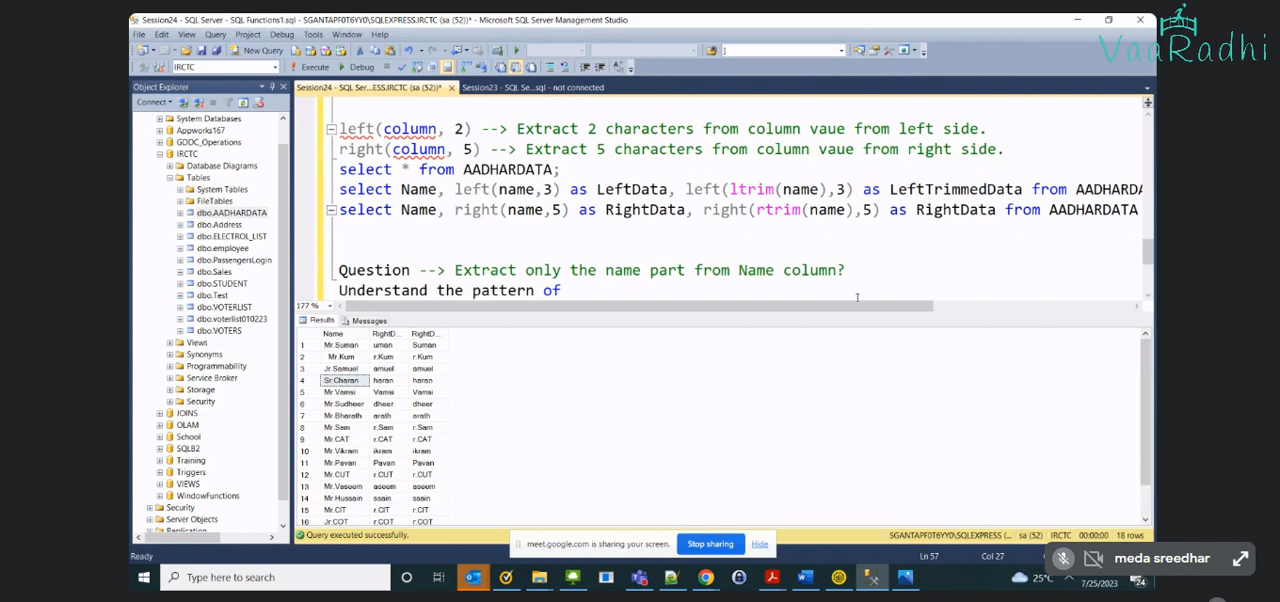 Session24 - SQL Server - SQL Functions1.sql - SGANTAPF0T6YY0\SQLEXPRESS.IRCTC (sa (52))* - Microsoft SQL Server Management Studio
VaaRadhi
File Edit View Query Project Debug Tools Window Help
New Query
IRCTC Execute Debug
Object Explorer
Session24 - SQL Ser...ESS.IRCTC (sa (52))* Session23 - SQL Se...sql - not connected
Connect
System Databases
Appworks167
GDDC_Operations
IRCTC
Database Diagrams
Tables
System Tables
FileTables
dbo.AADHARDATA
dbo.Address
dbo.ELECTROL_LIST
dbo.employee
dbo.PassengersLogin
dbo.Sales
dbo.STUDENT
dbo.Test
dbo.VOTERLIST
dbo.voterlist010223
dbo.VOTERS
Views
Synonyms
Programmability
Service Broker
Storage
Security
JOINS
OLAM
School
SQLB2
Training
Triggers
VIEWS
WindowFunctions
Security
Server Objects
Replication
left(column, 2) --> Extract 2 characters from column vaue from left side.
right(column, 5) --> Extract 5 characters from column vaue from right side.
select * from AADHARDATA;
select Name, left(name,3) as LeftData, left(ltrim(name),3) as LeftTrimmedData from AADHARDA
select Name, right(name,5) as RightData, right(rtrim(name),5) as RightData from AADHARDATA
Question --> Extract only the name part from Name column?
Understand the pattern of
177 %
Results Messages
Name RightD... RightD...
1 Mr.Suman uman Suman
2 Mr.Kum r.Kum r.Kum
3 Jr.Samuel amuel amuel
4 Sr.Charan haran haran
5 Mr.Vamsi Vamsi Vamsi
6 Mr.Sudheer dheer dheer
7 Mr.Bharath arath arath
8 Mr.Sam r.Sam r.Sam
9 Mr.CAT r.CAT r.CAT
10 Mr.Vikram ikram ikram
11 Mr.Pavan Pavan Pavan
12 Mr.CUT r.CUT r.CUT
13 Mr.Vaseem aseem aseem
14 Mr.Hussain ssain ssain
15 Mr.CIT r.CIT r.CIT
16 Jr.COT r.COT r.COT
Query executed successfully. SGANTAPF0T6YY0\SQLEXPRESS (... sa (52) IRCTC 00:00:00 18 rows
meet.google.com is sharing your screen. Stop sharing Hide
Ready Ln 57 Col 27
meda sreedhar
Type here to search
25°C
7/25/2023
24